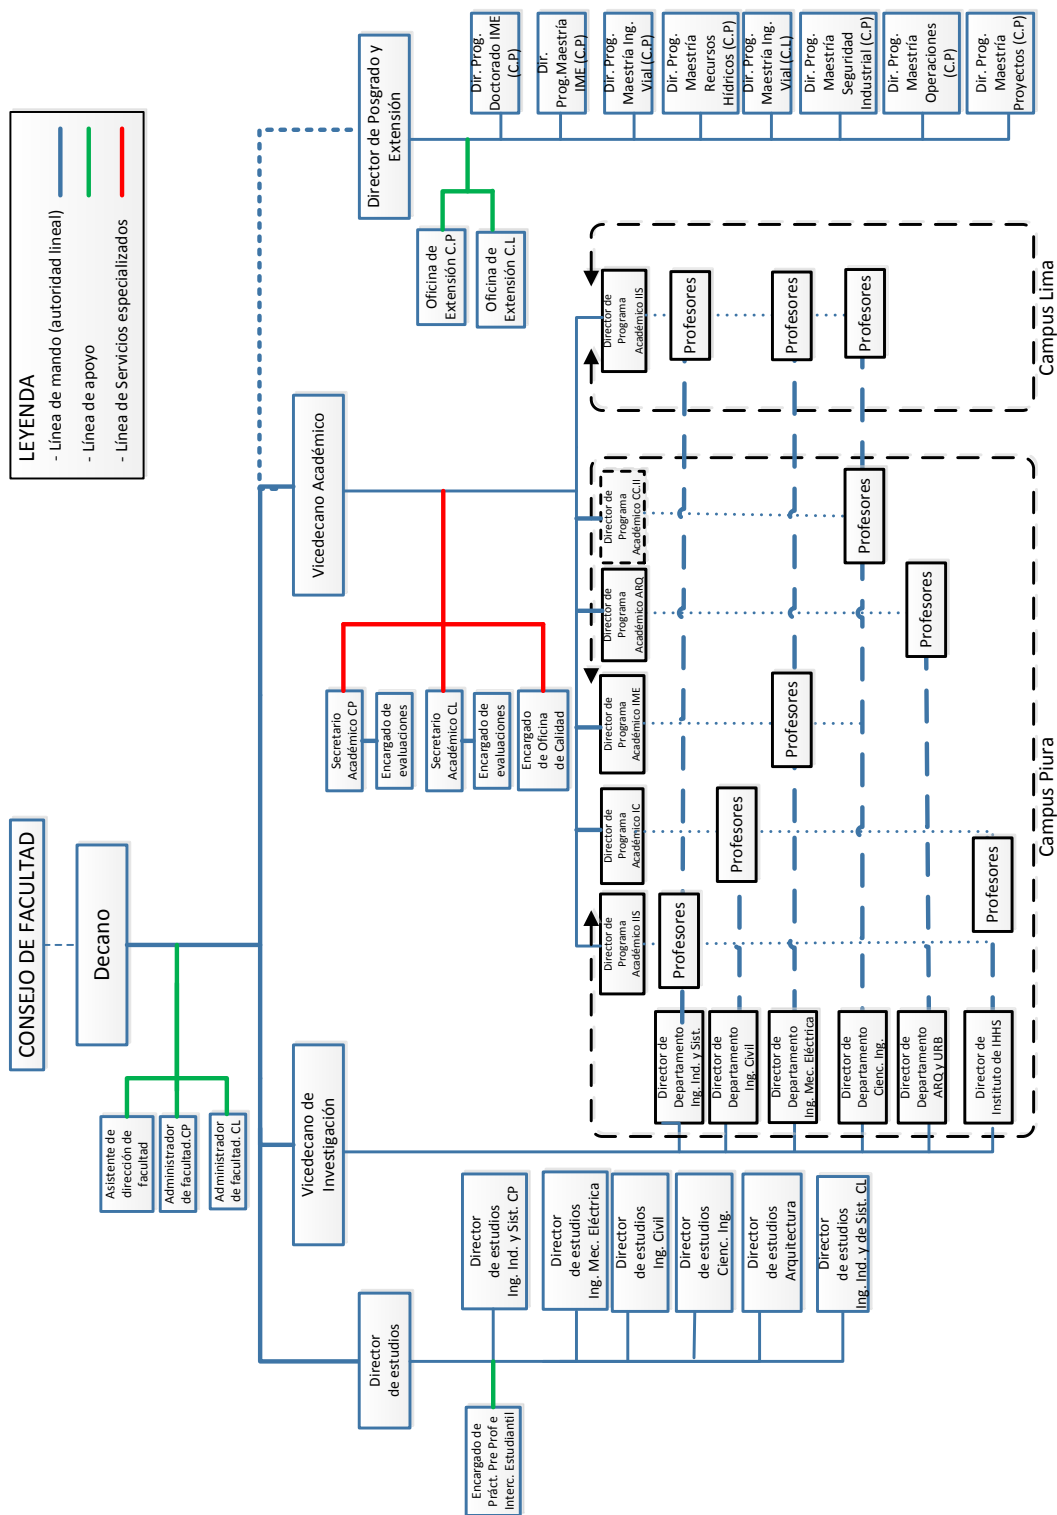 CONSEJO DE FACULTAD
Decano
LEYENDA
- Línea de mando (autoridad lineal)
- Línea de apoyo
- Línea de Servicios especializados
Asistente de
dirección de
facultad
Administrador
de facultad.CP
Administrador
de facultad. CL
Director
de estudios
Vicedecano de
Investigación
Vicedecano Académico
Director de Posgrado y
Extensión
Encargado de
Práct. Pre Prof e
Interc. Estudiantil
Director
de estudios
Ing. Ind. y Sist. CP
Director
de estudios
Ing. Mec. Eléctrica
Director
de estudios
Ing. Civil
Director
de estudios
Cienc. Ing.
Director
de estudios
Arquitectura
Director
de estudios
Ing. Ind. y de Sist. CL
Secretario
Académico CP
Encargado de
evaluaciones
Secretario
Académico CL
Encargado de
evaluaciones
Encargado
de Oficina
de Calidad
Oficina de
Extensión C.P
Oficina de
Extensión C.L
Dir. Prog.
Doctorado IME
(C.P)
Dir.
Prog.Maestría
IME (C.P)
Dir. Prog.
Maestría Ing.
Vial (C.P)
Dir. Prog.
Maestría
Recursos
Hídricos (C.P)
Dir. Prog.
Maestría Ing.
Vial (C.L)
Dir. Prog.
Maestría
Seguridad
Industrial (C.P)
Dir. Prog.
Maestría
Operaciones
(C.P)
Dir. Prog.
Maestría
Proyectos (C.P)
Director de
Programa
Académico IIS
Director de
Programa
Académico IC
Director de
Programa
Académico IME
Director de
Programa
Académico ARQ
Director de
Programa
Académico CC.II
Director de
Programa
Académico IIS
Director de
Departamento
Ing. Ind. y Sist.
Profesores
Profesores
Director de
Departamento
Ing. Civil
Profesores
Director de
Departamento
Ing. Mec. Eléctrica
Profesores
Profesores
Director de
Departamento
Cienc. Ing.
Profesores
Profesores
Director de
Departamento
ARQ y URB
Profesores
Director de
Instituto de IHHS
Profesores
Campus Piura
Campus Lima